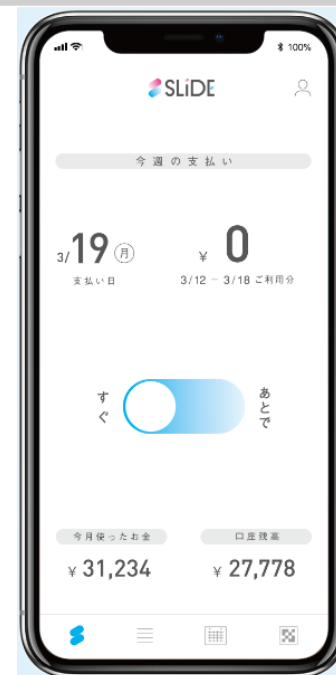 100%
SLiDE
今週の支払い
3/19 月 ¥ 0
支払い日 3/12 − 3/18 ご利用分
すぐ あとで
今月使ったお金 口座残高
¥ 31,234 ¥ 27,778